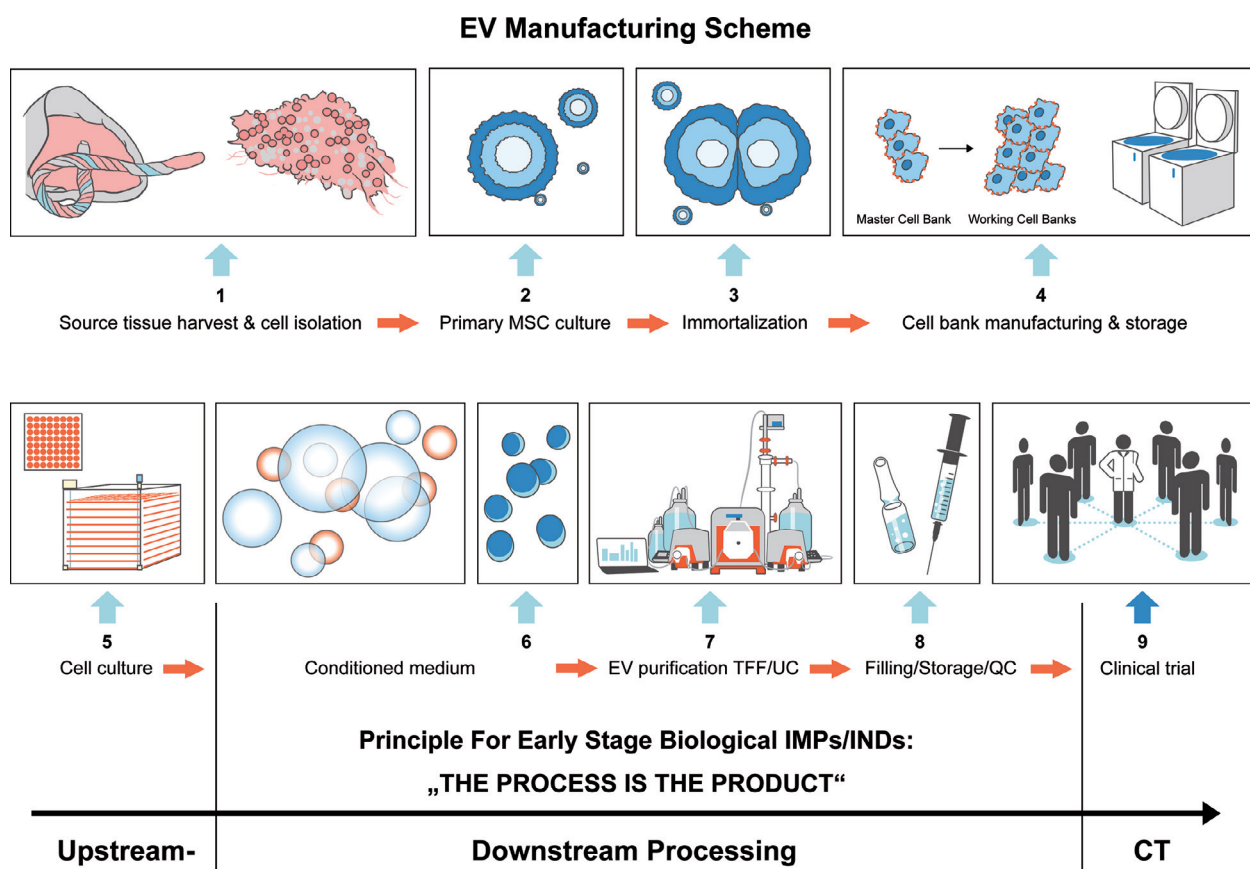 EV Manufacturing Scheme
Master Cell Bank
Working Cell Banks
1
2
3
4
Source tissue harvest & cell isolation
Primary MSC culture
Immortalization
Cell bank manufacturing & storage
5
6
7
8
9
Cell culture
Conditioned medium
EV purification TFF/UC
Filling/Storage/QC
Clinical trial
Principle For Early Stage Biological IMPs/INDs:
„THE PROCESS IS THE PRODUCT“
Upstream-
Downstream Processing
CT